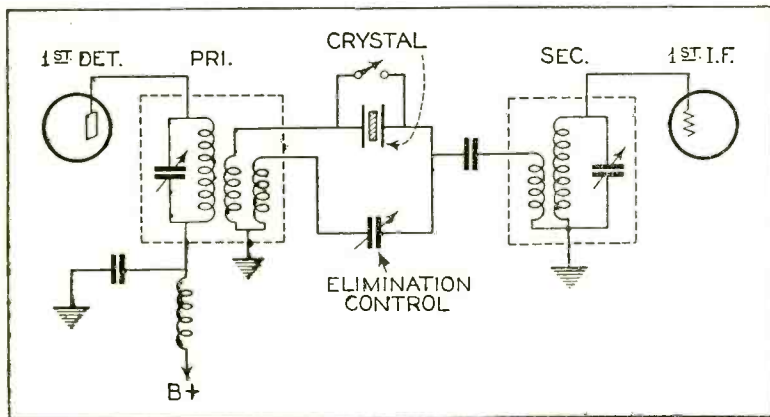 1ST. DET.
PRI.
CRYSTAL
SEC.
1ST. I.F.
ELIMINATION
CONTROL
B+